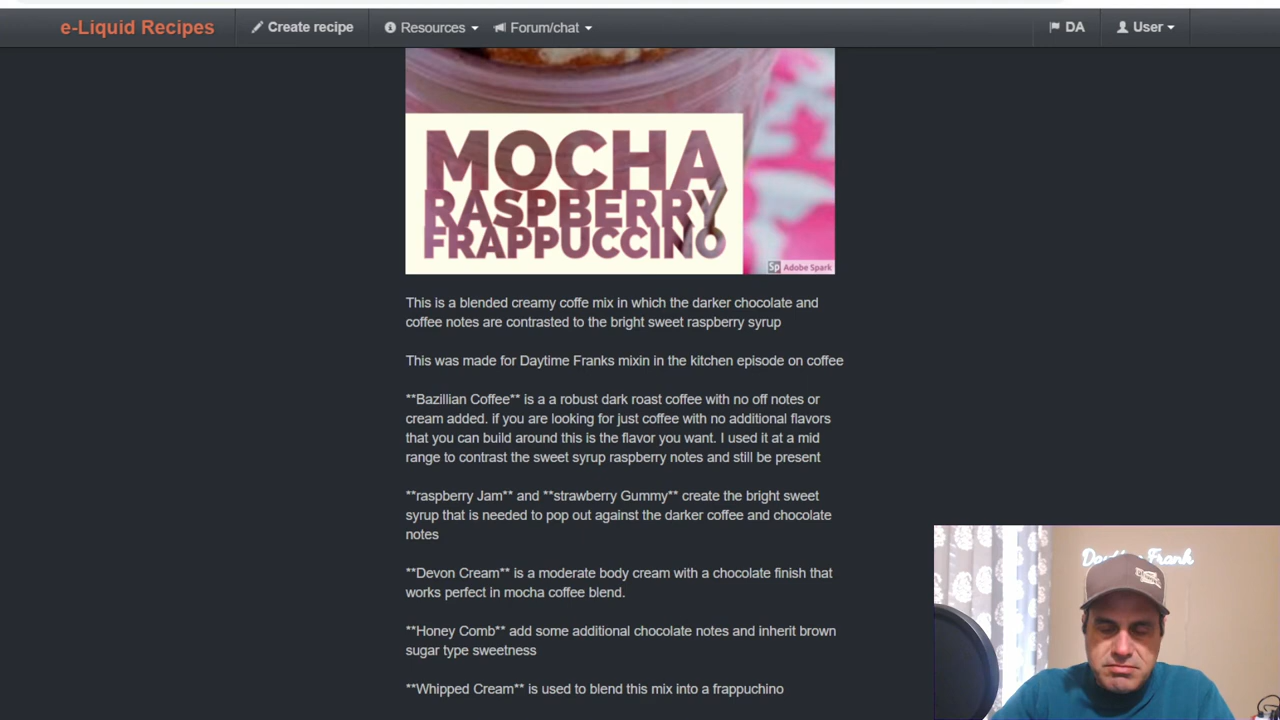 e-Liquid Recipes Create recipe Resources Forum/chat DA User
MOCHA
RASPBERRY
FRAPPUCCINO
Sp Adobe Spark
This is a blended creamy coffe mix in which the darker chocolate and
coffee notes are contrasted to the bright sweet raspberry syrup
This was made for Daytime Franks mixin in the kitchen episode on coffee
**Bazillian Coffee** is a a robust dark roast coffee with no off notes or
cream added. if you are looking for just coffee with no additional flavors
that you can build around this is the flavor you want. I used it at a mid
range to contrast the sweet syrup raspberry notes and still be present
**raspberry Jam** and **strawberry Gummy** create the bright sweet
syrup that is needed to pop out against the darker coffee and chocolate
notes
**Devon Cream** is a moderate body cream with a chocolate finish that
works perfect in mocha coffee blend.
**Honey Comb** add some additional chocolate notes and inherit brown
sugar type sweetness
**Whipped Cream** is used to blend this mix into a frappuchino
Daytime Frank